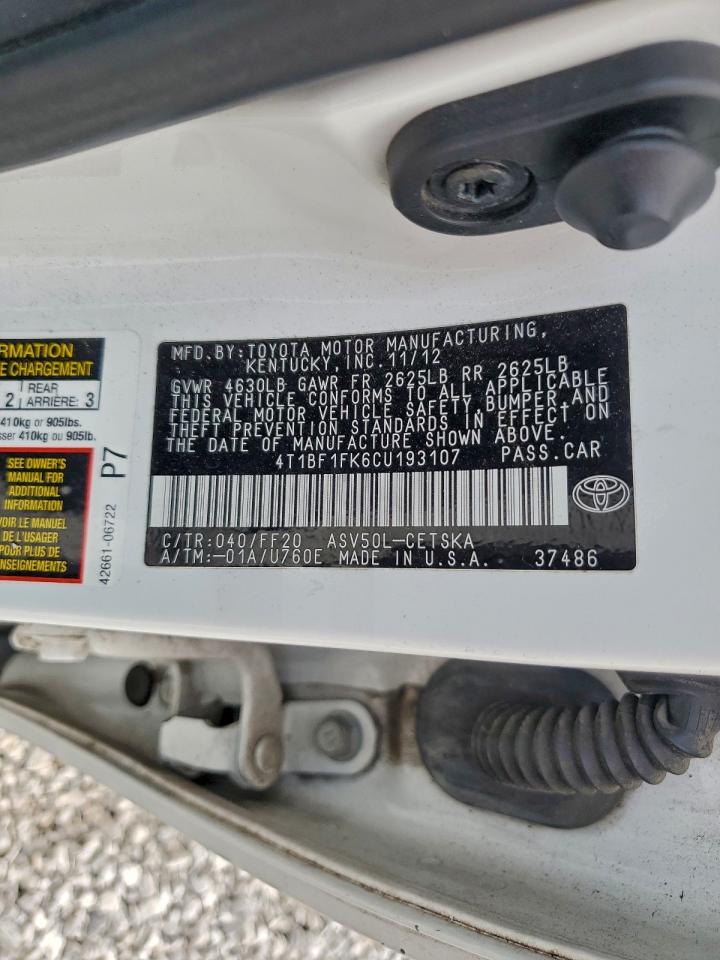 RMATION
E CHARGEMENT
2 REAR ARRIÈRE: 3
410kg or 905lbs.
sser 410kg ou 905lb.
SEE OWNER'S
MANUAL FOR
ADDITIONAL
INFORMATION
VOIR LE MANUEL
DE L'USAGER
POUR PLUS DE
RENSEIGNEMENTS
P7
42661-06722
MFD.BY:TOYOTA MOTOR MANUFACTURING,
KENTUCKY, INC. 11/12
GVWR 4630LB GAWR FR 2625LB RR 2625LB
THIS VEHICLE CONFORMS TO ALL APPLICABLE
FEDERAL MOTOR VEHICLE SAFETY, BUMPER AND
THEFT PREVENTION STANDARDS IN EFFECT ON
THE DATE OF MANUFACTURE SHOWN ABOVE.
4T1BF1FK6CU193107 PASS.CAR
C/TR:040/FF20 ASV50L-CETSKA
A/TM:-01A/U760E MADE IN U.S.A. 37486